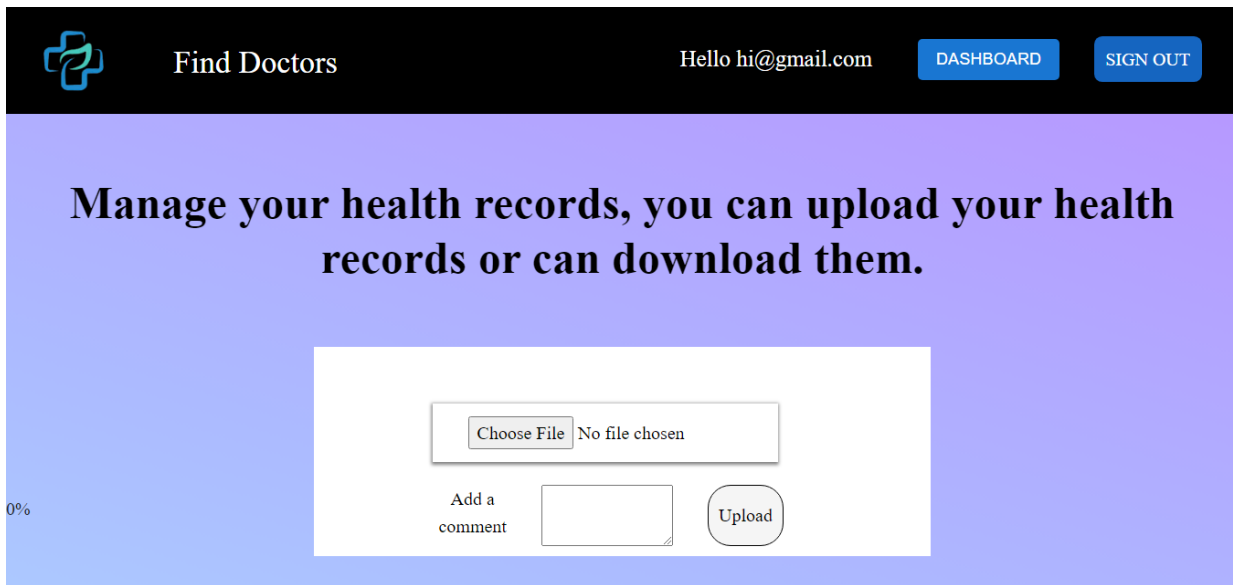 Find Doctors
Hello hi@gmail.com
DASHBOARD
SIGN OUT
Manage your health records, you can upload your health
records or can download them.
Choose File No file chosen
Add a
comment
Upload
0%